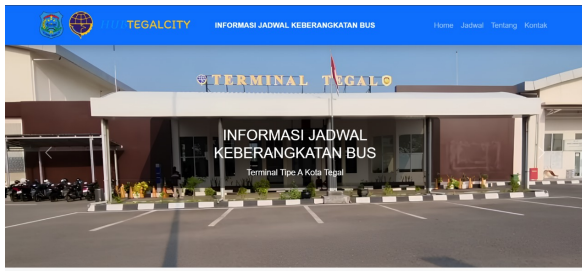 TEGALCITY
INFORMASI JADWAL KEBERANGKATAN BUS
Home Jadwal Tentang Kontak
TERMINAL TEGAL
INFORMASI JADWAL
KEBERANGKATAN BUS
Terminal Tipe A Kota Tegal